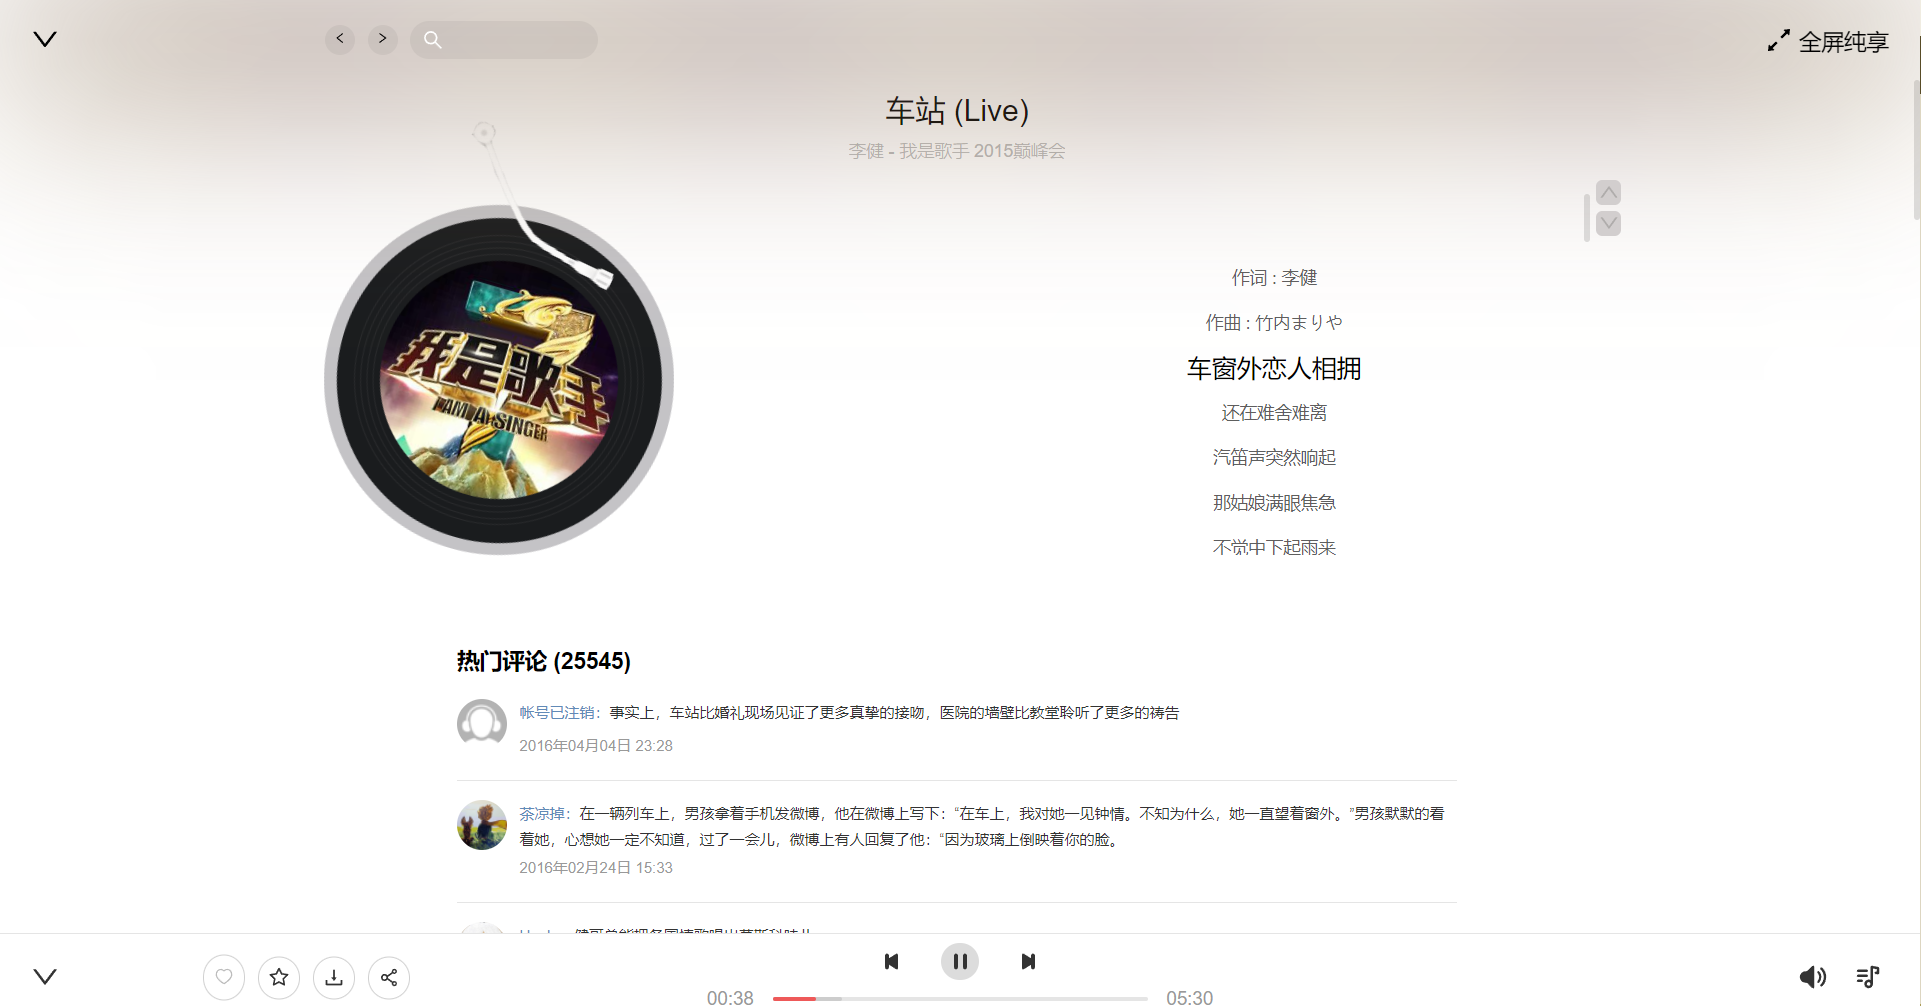 全屏纯享
车站 (Live)
李健 - 我是歌手 2015巅峰会
我是歌手
I AM A SINGER
作词 : 李健
作曲 : 竹内まりや
车窗外恋人相拥
还在难舍难离
汽笛声突然响起
那姑娘满眼焦急
不觉中下起雨来
热门评论 (25545)
帐号已注销：事实上，车站比婚礼现场见证了更多真挚的接吻，医院的墙壁比教堂聆听了更多的祷告
2016年04月04日 23:28
茶凉掉：在一辆列车上，男孩拿着手机发微博，他在微博上写下：“在车上，我对她一见钟情。不知为什么，她一直望着窗外。”男孩默默的看
着她，心想她一定不知道，过了一会儿，微博上有人回复了他：“因为玻璃上倒映着你的脸。
2016年02月24日 15:33
00:38
05:30